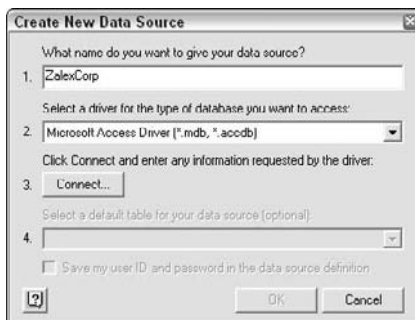 Create New Data Source
What name do you want to give your data source?
1. ZalexCorp
Select a driver for the type of database you want to access:
2. Microsoft Access Driver (*.mdb, *.accdb)
Click Connect and enter any information requested by the driver:
3. Connect...
Select a default table for your data source (optional):
4.
Save my user ID and password in the data source definition
? OK Cancel